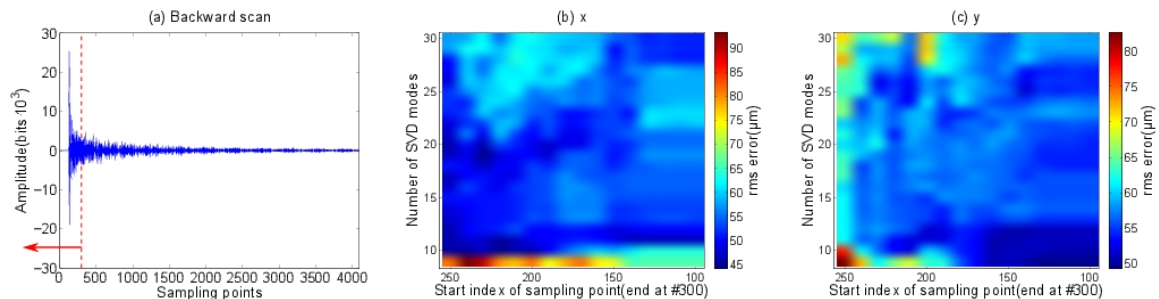 (a) Backward scan
30
20
10
0
−10
−20
−30
Amplitude(bits·10³)
0 500 1000 1500 2000 2500 3000 3500 4000
Sampling points
(b) x
30
25
20
15
10
Number of SVD modes
250 200 150 100
Start index of sampling point(end at #300)
90
85
80
75
70
65
60
55
50
45
rms error(μm)
(c) y
30
25
20
15
10
Number of SVD modes
250 200 150 100
Start index of sampling point(end at #300)
80
75
70
65
60
55
50
rms error(μm)